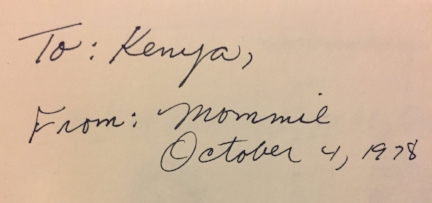 To: Kenya,
From: Mommie
October 4, 1978